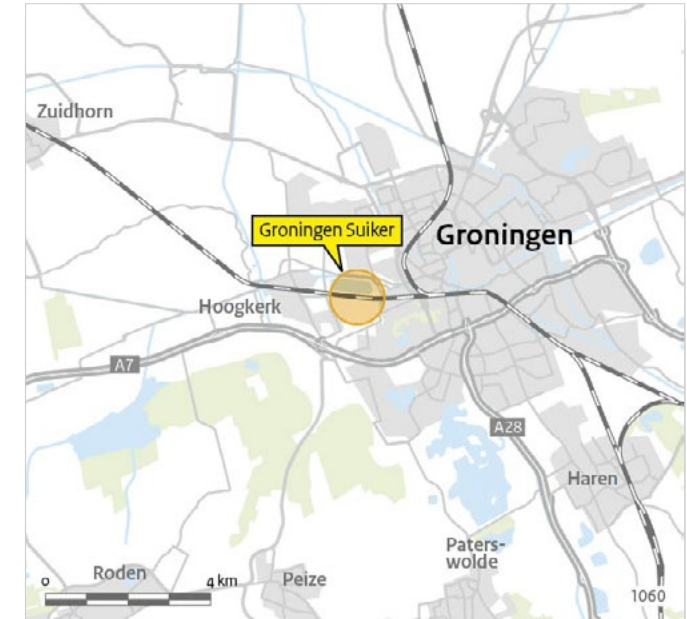 Zuidhorn
Groningen Suiker
Groningen
Hoogkerk
A7
A28
Haren
Paters-
wolde
Roden
Peize
0
4 km
1060